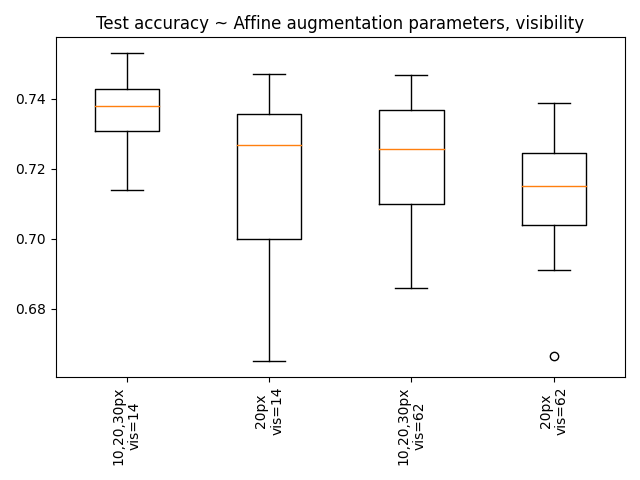 Test accuracy ~ Affine augmentation parameters, visibility
0.74
0.72
0.70
0.68
10,20,30px
vis=14
20px
vis=14
10,20,30px
vis=62
20px
vis=62